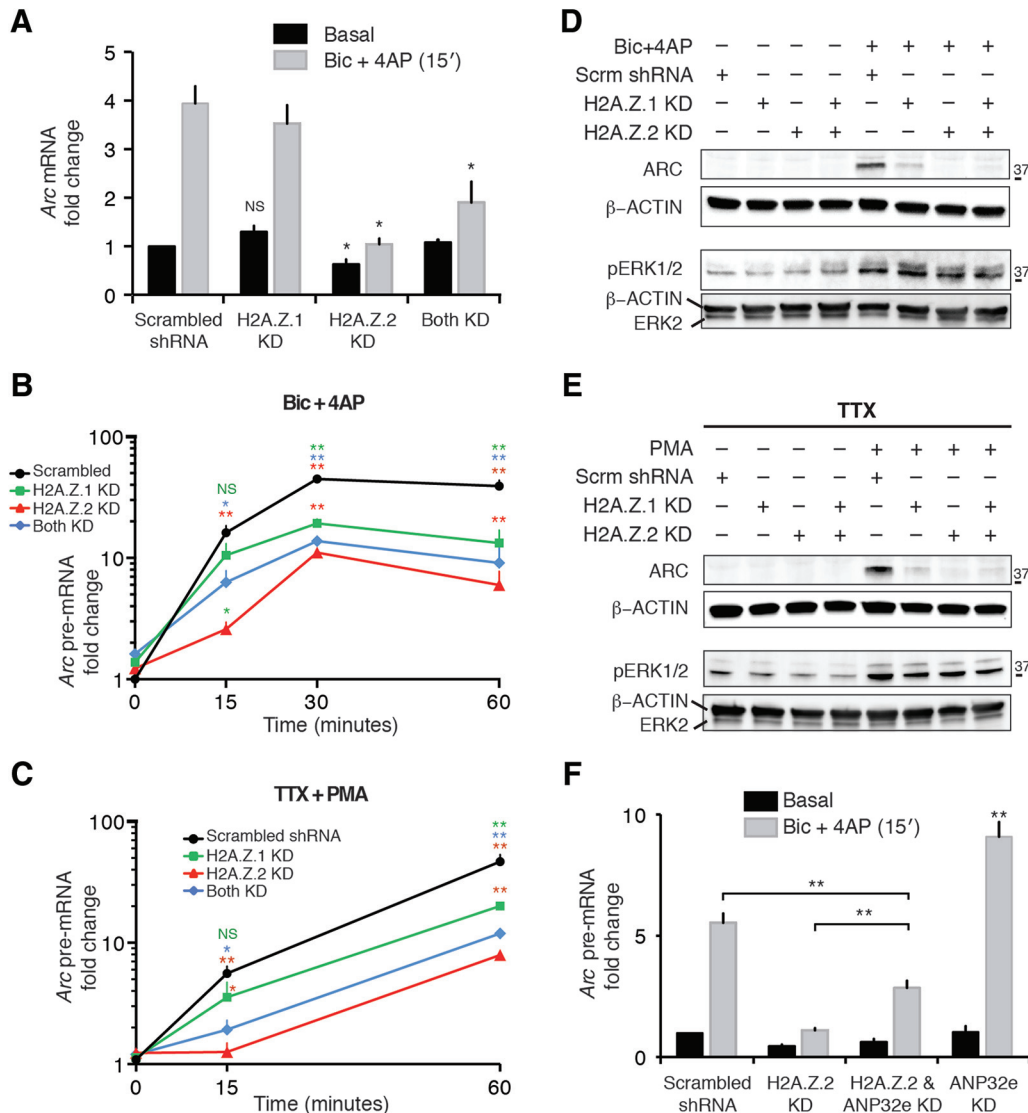 A
Basal
Bic + 4AP (15′)
Arc mRNA
fold change
5
4
3
2
1
0
NS
*
*
*
Scrambled
shRNA
H2A.Z.1
KD
H2A.Z.2
KD
Both KD
B
Bic + 4AP
Scrambled
H2A.Z.1 KD
H2A.Z.2 KD
Both KD
Arc pre-mRNA
fold change
100
10
1
NS
*
**
*
**
**
**
**
**
**
**
**
0
15
30
60
Time (minutes)
C
TTX + PMA
Scrambled shRNA
H2A.Z.1 KD
H2A.Z.2 KD
Both KD
Arc pre-mRNA
fold change
100
10
1
NS
*
**
*
**
**
**
**
0
15
60
Time (minutes)
D
Bic+4AP − − − − + + + +
Scrm shRNA + − − − + − − −
H2A.Z.1 KD − + − + − + − +
H2A.Z.2 KD − − + + − − + +
ARC
37
β-ACTIN
pERK1/2
37
β-ACTIN
ERK2
E
TTX
PMA − − − − + + + +
Scrm shRNA + − − − + − − −
H2A.Z.1 KD − + − + − + − +
H2A.Z.2 KD − − + + − − + +
ARC
37
β-ACTIN
pERK1/2
37
β-ACTIN
ERK2
F
Basal
Bic + 4AP (15′)
Arc pre-mRNA
fold change
10
5
0
**
**
**
Scrambled
shRNA
H2A.Z.2
KD
H2A.Z.2 &
ANP32e KD
ANP32e
KD